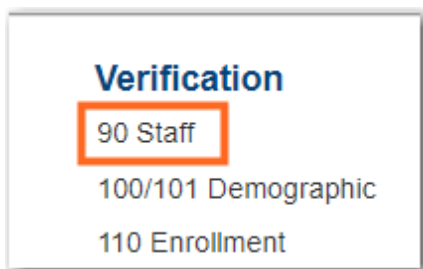 Verification
90 Staff
100/101 Demographic
110 Enrollment